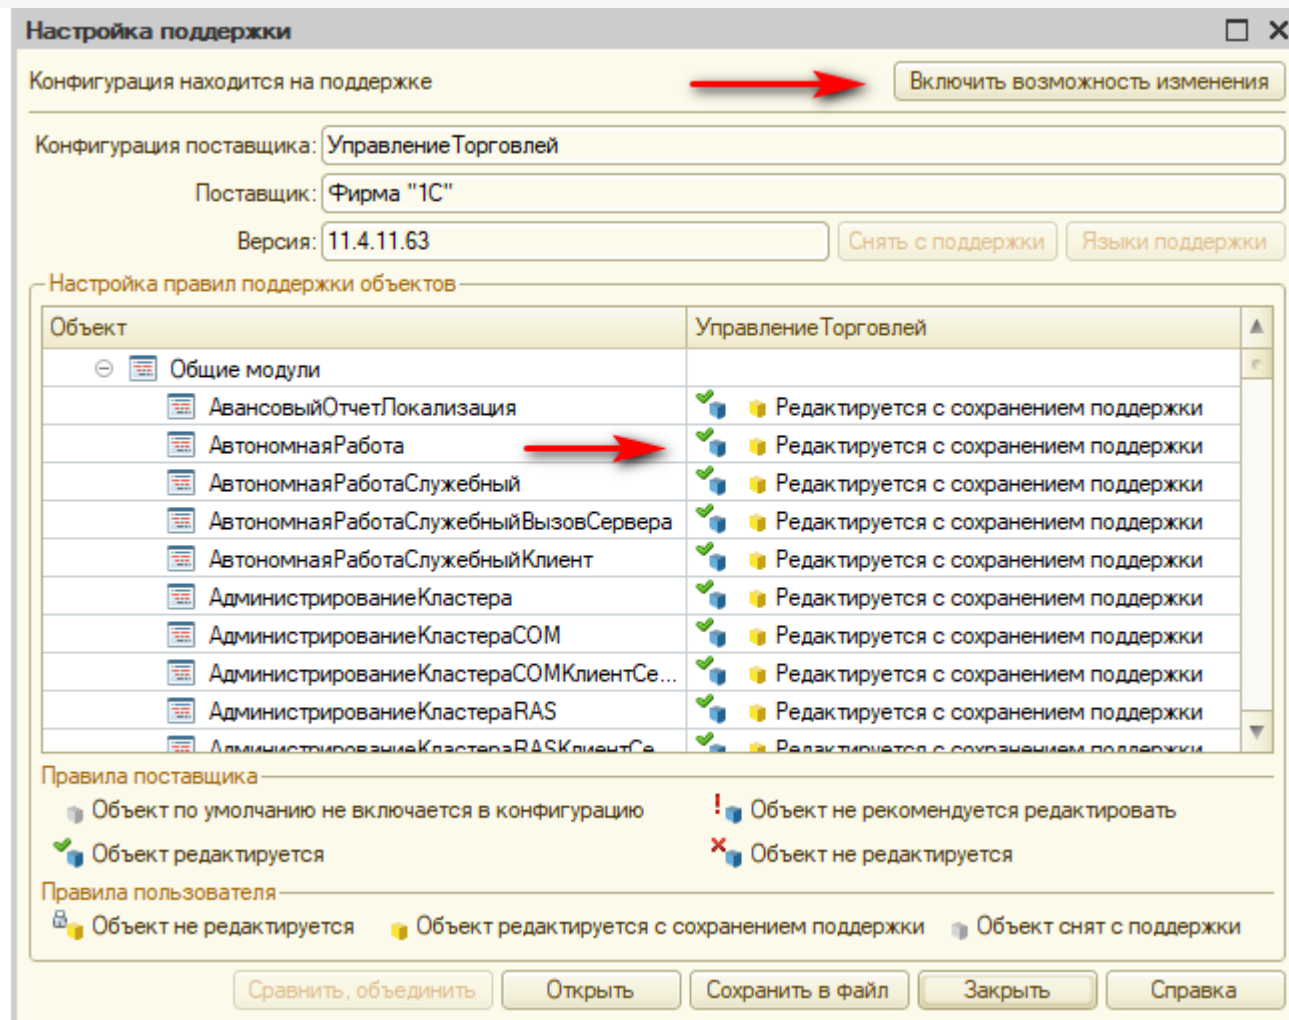 Настройка поддержки
Конфигурация находится на поддержке
Включить возможность изменения
Конфигурация поставщика: УправлениеТорговлей
Поставщик: Фирма "1С"
Версия: 11.4.11.63 Снять с поддержки Языки поддержки
Настройка правил поддержки объектов
Объект УправлениеТорговлей
Общие модули
АвансовыйОтчетЛокализация Редактируется с сохранением поддержки
АвтономнаяРабота Редактируется с сохранением поддержки
АвтономнаяРаботаСлужебный Редактируется с сохранением поддержки
АвтономнаяРаботаСлужебныйВызовСервера Редактируется с сохранением поддержки
АвтономнаяРаботаСлужебныйКлиент Редактируется с сохранением поддержки
АдминистрированиеКластера Редактируется с сохранением поддержки
АдминистрированиеКластераCOM Редактируется с сохранением поддержки
АдминистрированиеКластераCOMКлиентСе... Редактируется с сохранением поддержки
АдминистрированиеКластераRAS Редактируется с сохранением поддержки
АдминистрированиеКластераRASКлиентСе Редактируется с сохранением поддержки
Правила поставщика
Объект по умолчанию не включается в конфигурацию Объект не рекомендуется редактировать
Объект редактируется Объект не редактируется
Правила пользователя
Объект не редактируется Объект редактируется с сохранением поддержки Объект снят с поддержки
Сравнить, объединить Открыть Сохранить в файл Закрыть Справка